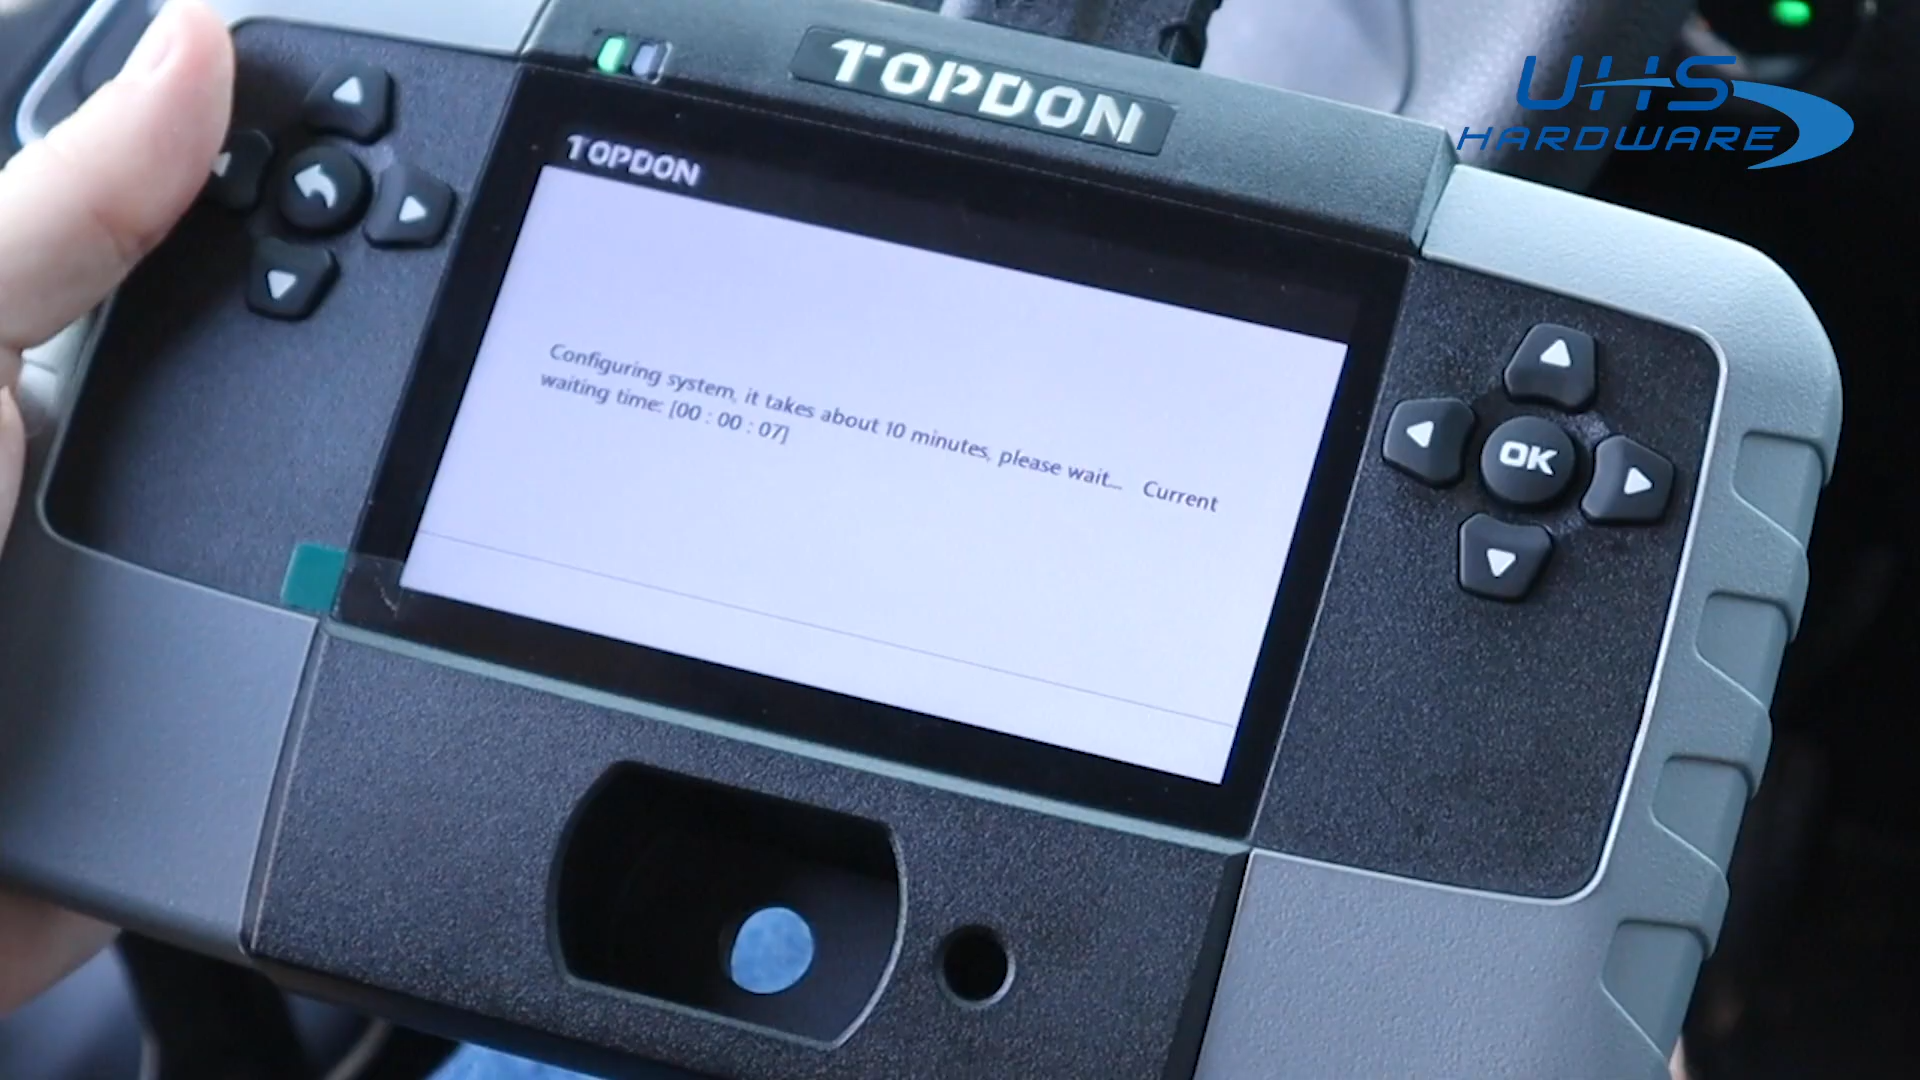 UHS
HARDWARE
TOPDON
TOPDON
Configuring system, it takes about 10 minutes, please wait... Current
waiting time: [00 : 00 : 07]
OK